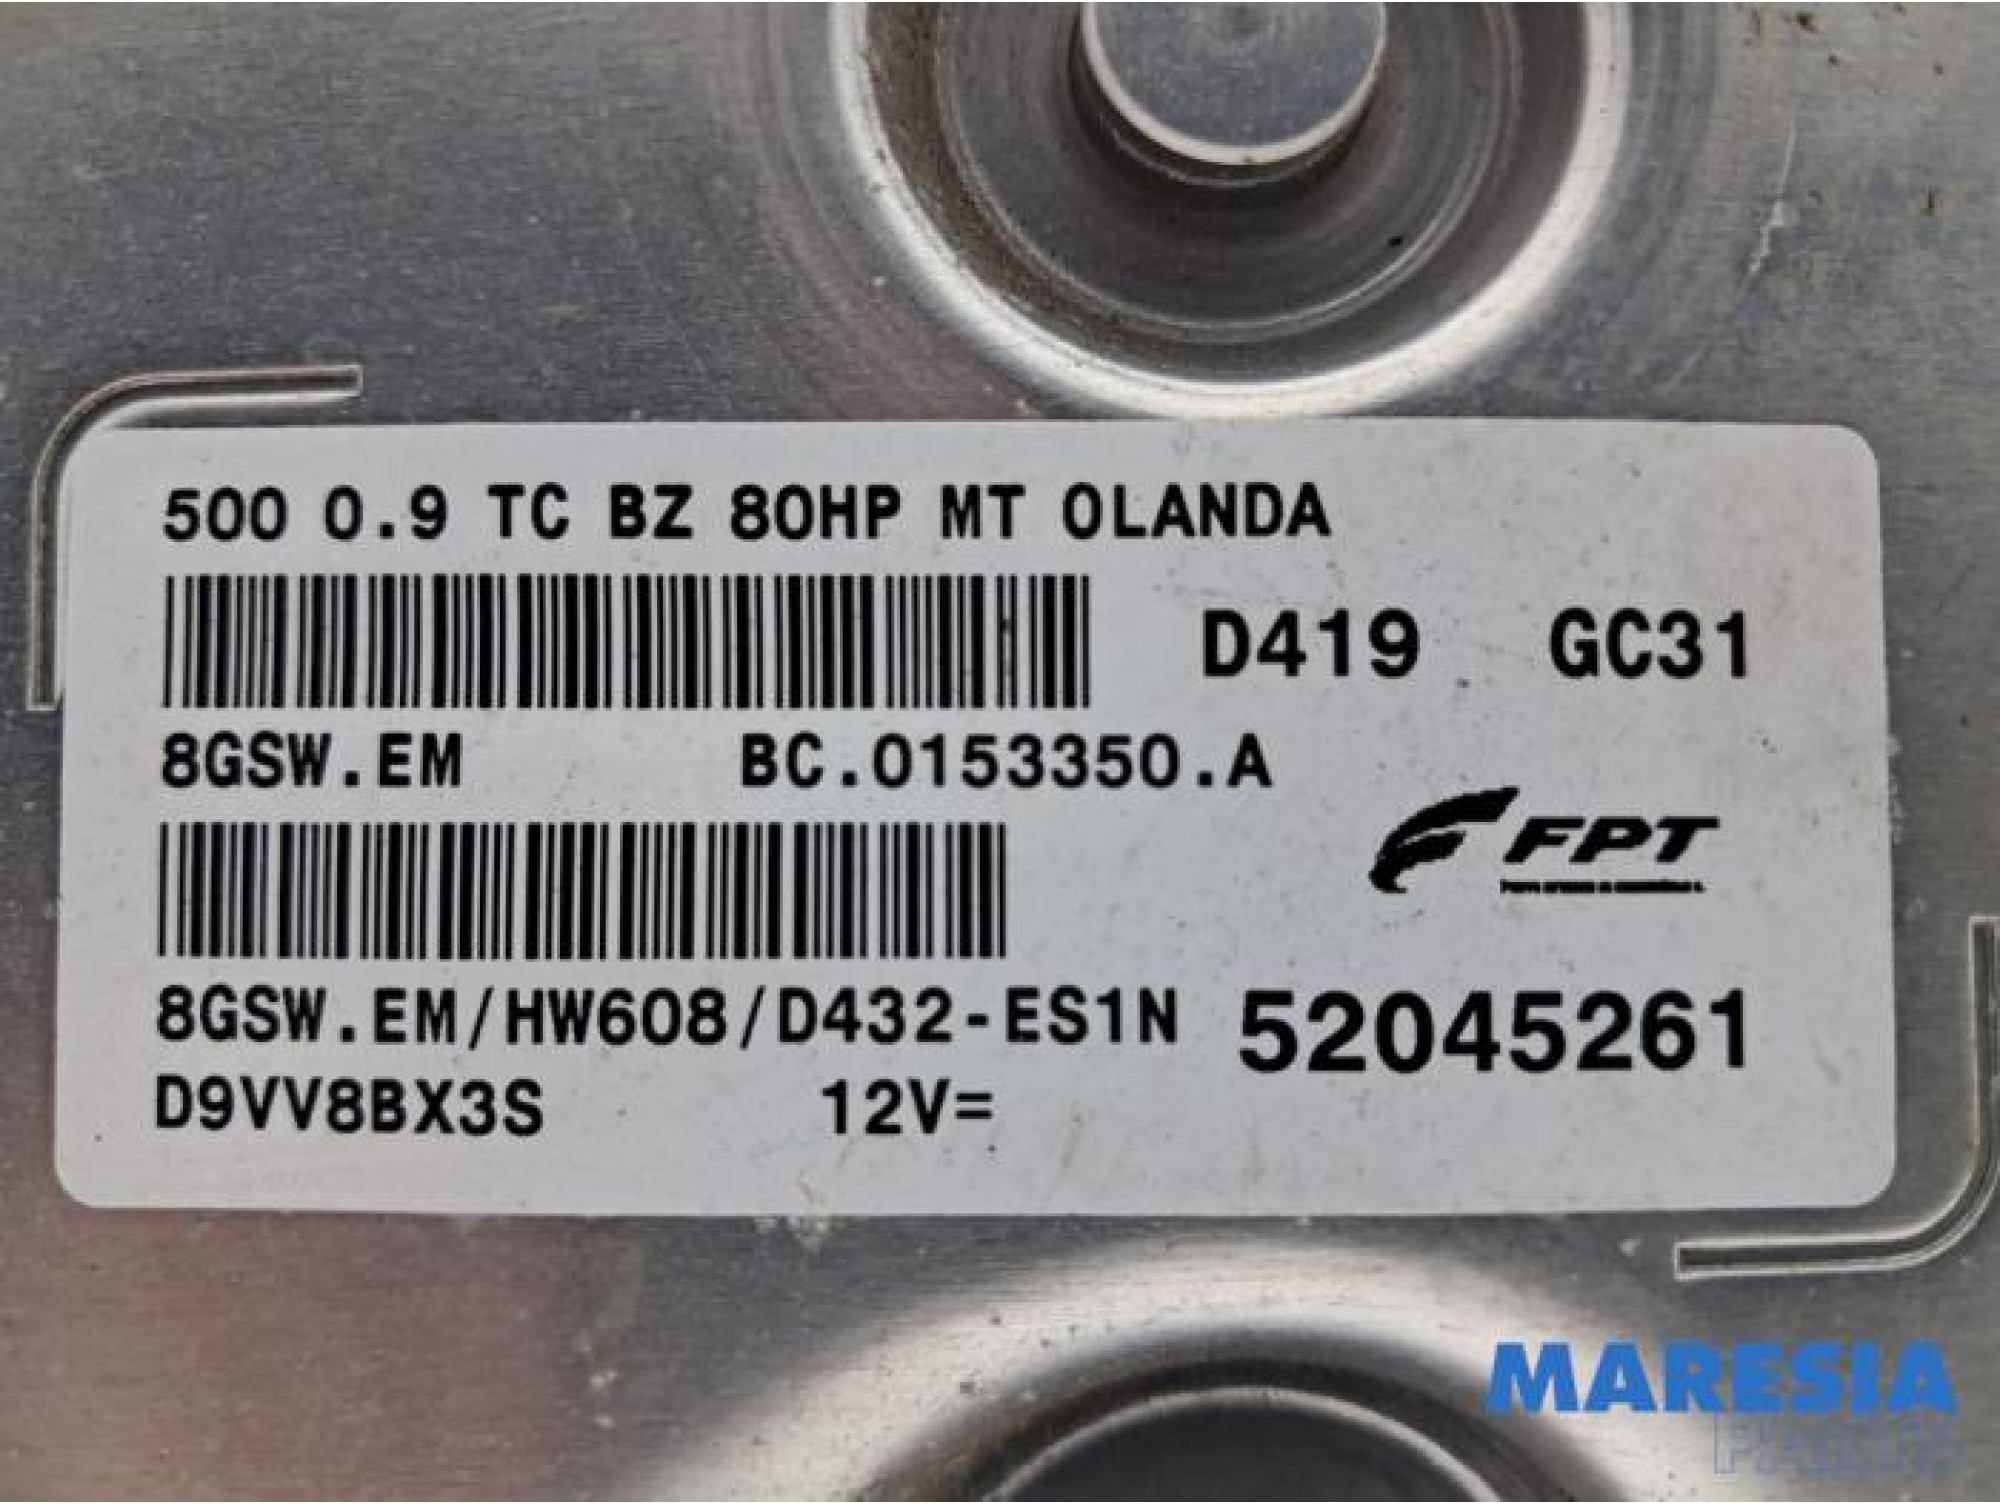 500 0.9 TC BZ 80HP MT OLANDA
D419 GC31
8GSW.EM BC.0153350.A
FPT
8GSW.EM/HW608/D432-ES1N 52045261
D9VV8BX3S 12V=
MARESIA
PARTS